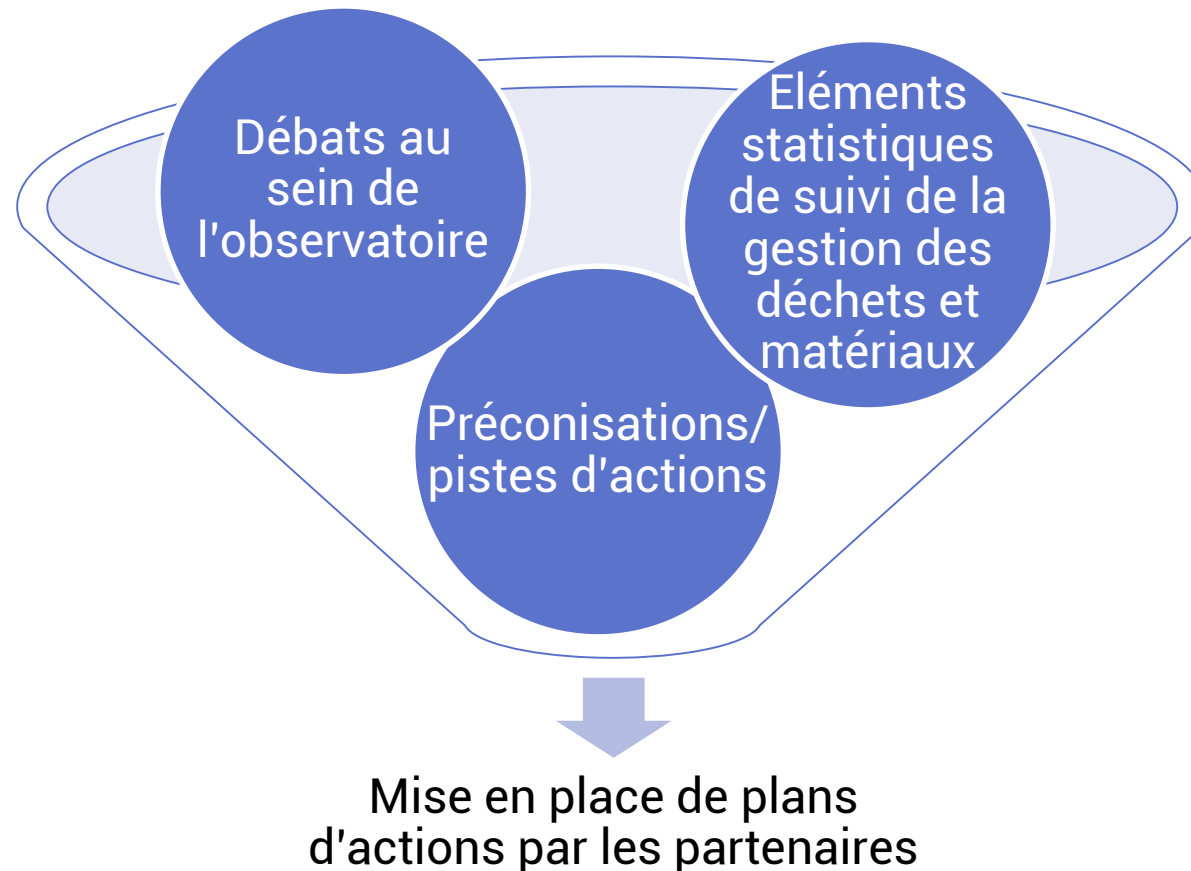 Débats au
sein de
l'observatoire
Eléments
statistiques
de suivi de la
gestion des
déchets et
matériaux
Préconisations/
pistes d'actions
Mise en place de plans
d'actions par les partenaires